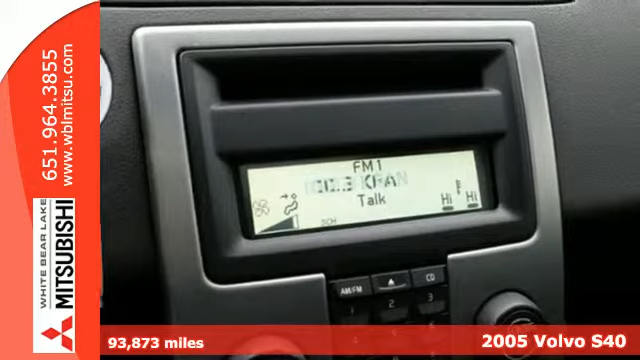 651.964.3855
www.wblmitsu.com
WHITE BEAR LAKE
MITSUBISHI
FM 1
Talk
Hi Hi
SCH
AM/FM
CD
1 2 3
93,873 miles
2005 Volvo S40